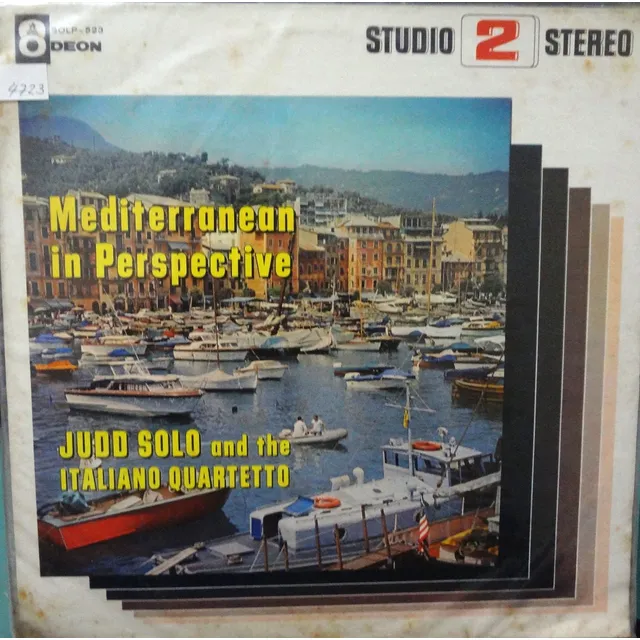 SOLP-523
ODEON
4723
STUDIO 2 STEREO
Mediterranean
in Perspective
JUDD SOLO and the
ITALIANO QUARTETTO